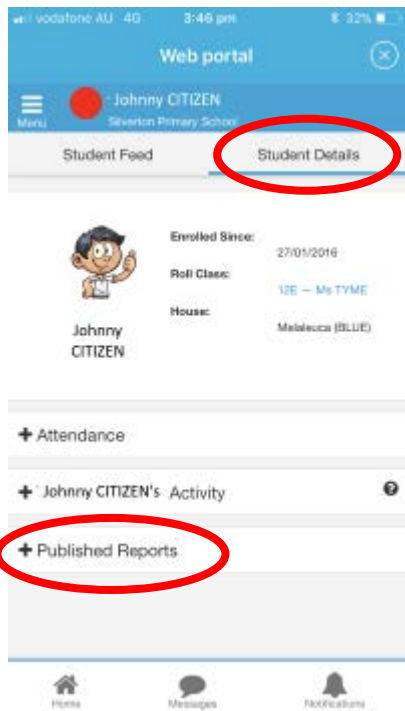 vodafone AU 4G 3:46 pm 32%
Web portal
Menu
Johnny CITIZEN
Silverton Primary School
Student Feed Student Details
Enrolled Since:
27/01/2016
Roll Class:
12E — Ms TYME
House:
Melaleuca (BLUE)
Johnny
CITIZEN
+ Attendance
+ Johnny CITIZEN's Activity ?
+ Published Reports
Home Messages Notifications